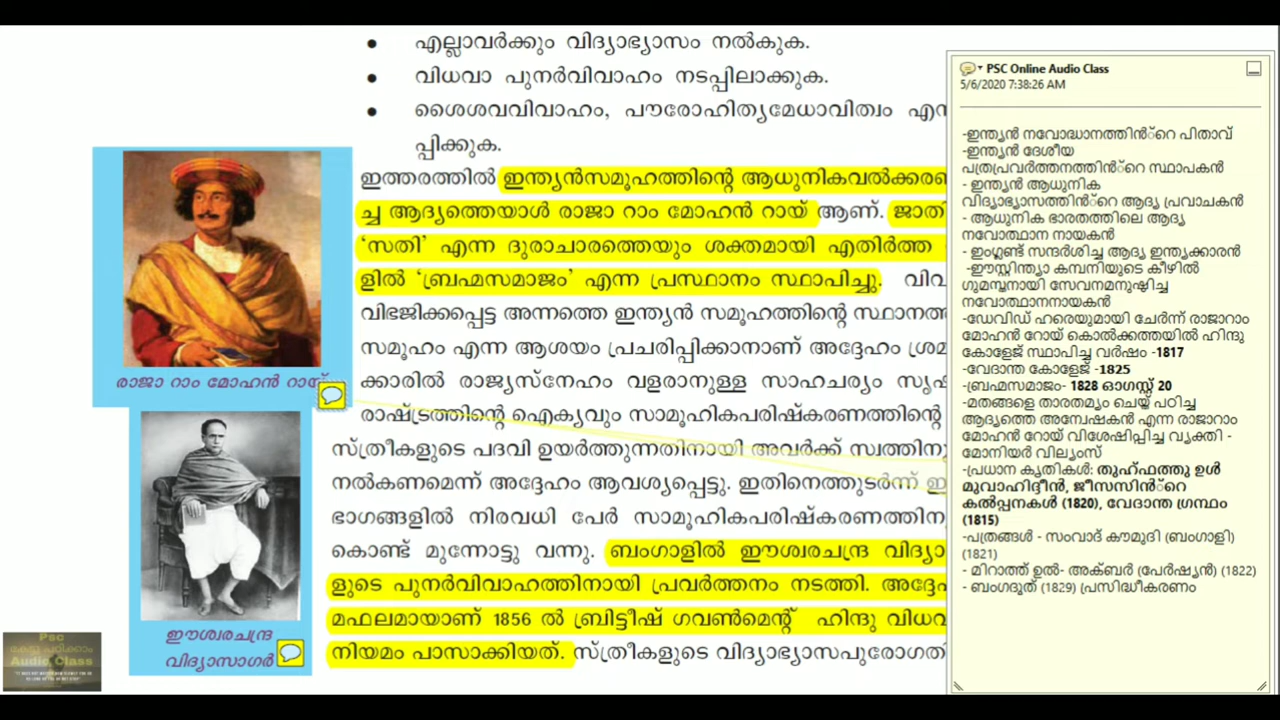 എല്ലാവർക്കും വിദ്യാഭ്യാസം നൽകുക.
വിധവാ പുനർവിവാഹം നടപ്പിലാക്കുക.
ശൈശവവിവാഹം, പൗരോഹിത്യമേധാവിത്വം എന്
പ്പിക്കുക.
ഇത്തരത്തിൽ ഇന്ത്യൻസമൂഹത്തിന്റെ ആധുനികവൽക്കര
ച്ച ആദ്യത്തെയാൾ രാജാ റാം മോഹൻ റായ് ആണ്. ജാതി
'സതി' എന്ന ദുരാചാരത്തെയും ശക്തമായി എതിർത്ത
ളിൽ 'ബ്രഹ്മസമാജം' എന്ന പ്രസ്ഥാനം സ്ഥാപിച്ചു. വിവ
വിഭജിക്കപ്പെട്ട അന്നത്തെ ഇന്ത്യൻ സമൂഹത്തിന്റെ സ്ഥാനത്ത
സമൂഹം എന്ന ആശയം പ്രചരിപ്പിക്കാനാണ് അദ്ദേഹം ശ്രമ
ക്കാരിൽ രാജ്യസ്നേഹം വളരാനുള്ള സാഹചര്യം സൃഷ്
രാഷ്ട്രത്തിന്റെ ഐക്യവും സാമൂഹികപരിഷ്കരണത്തിന്റെ
സ്ത്രീകളുടെ പദവി ഉയർത്തുന്നതിനായി അവർക്ക് സ്വത്തിനു
നൽകണമെന്ന് അദ്ദേഹം ആവശ്യപ്പെട്ടു. ഇതിനെത്തുടർന്ന് ഇ
ഭാഗങ്ങളിൽ നിരവധി പേർ സാമൂഹികപരിഷ്കരണത്തിന
കൊണ്ട് മുന്നോട്ടു വന്നു. ബംഗാളിൽ ഈശ്വരചന്ദ്ര വിദ്യാ
ളുടെ പുനർവിവാഹത്തിനായി പ്രവർത്തനം നടത്തി. അദ്ദേഹ
മഫലമായാണ് 1856 ൽ ബ്രിട്ടീഷ് ഗവൺമെന്റ് ഹിന്ദു വിധവ
നിയമം പാസാക്കിയത്. സ്ത്രീകളുടെ വിദ്യാഭ്യാസപുരോഗതി
രാജാ റാം മോഹൻ റായ്
ഈശ്വരചന്ദ്ര
വിദ്യാസാഗർ
Psc
കേട്ടു പഠിക്കാം
Audio Class
PSC Online Audio Class
5/6/2020 7:38:26 AM
-ഇന്ത്യൻ നവോദ്ധാനത്തിൻ്റെ പിതാവ്
-ഇന്ത്യൻ ദേശീയ
പത്രപ്രവർത്തനത്തിൻ്റെ സ്ഥാപകൻ
- ഇന്ത്യൻ ആധുനിക
വിദ്യാഭ്യാസത്തിൻ്റെ ആദ്യ പ്രവാചകൻ
- ആധുനിക ഭാരതത്തിലെ ആദ്യ
നവോത്ഥാന നായകൻ
- ഇംഗ്ലണ്ട് സന്ദർശിച്ച ആദ്യ ഇന്ത്യക്കാരൻ
-ഈസ്റ്റിന്ത്യാ കമ്പനിയുടെ കീഴിൽ
ഗുമസ്തനായി സേവനമനുഷ്ടിച്ച
നവോത്ഥാനനായകൻ
-ഡേവിഡ് ഹരെയുമായി ചേർന്ന് രാജാറാം
മോഹൻ റോയ് കൊൽക്കത്തയിൽ ഹിന്ദു
കോളേജ് സ്ഥാപിച്ച വർഷം -1817
-വേദാന്ത കോളേജ് -1825
-ബ്രഹ്മസമാജം- 1828 ഓഗസ്റ്റ് 20
-മതങ്ങളെ താരതമ്യം ചെയ്ത് പഠിച്ച
ആദ്യത്തെ അന്വേഷകൻ എന്ന രാജാറാം
മോഹൻ റോയ് വിശേഷിപ്പിച്ച വ്യക്തി -
മോനിയർ വില്യംസ്
-പ്രധാന കൃതികൾ: തുഹ്ഫത്തു ഉൾ
മുവാഹിദ്ദീൻ, ജീസസിൻ്റെ
കൽപ്പനകൾ (1820), വേദാന്ത ഗ്രന്ഥം
(1815)
-പത്രങ്ങൾ - സംവാദ് കൗമുദി (ബംഗാളി)
(1821)
- മിറാത്ത് ഉൽ- അക്ബർ (പേർഷ്യൻ) (1822)
- ബംഗദൂത് (1829) പ്രസിദ്ധീകരണം